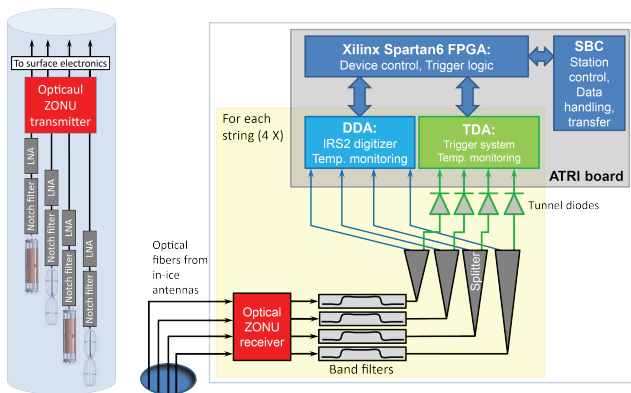 To surface electronics
Opticaul
ZONU
transmitter
LNA
Notch filter
LNA
Notch filter
LNA
Notch filter
LNA
Notch filter
Xilinx Spartan6 FPGA:
Device control, Trigger logic
SBC:
Station
control,
Data
handling,
transfer
For each
string (4 X)
DDA:
IRS2 digitizer
Temp. monitoring
TDA:
Trigger system
Temp. monitoring
ATRI board
Tunnel diodes
Optical
fibers from
in-ice
antennas
Splitter
Optical
ZONU
receiver
Band filters